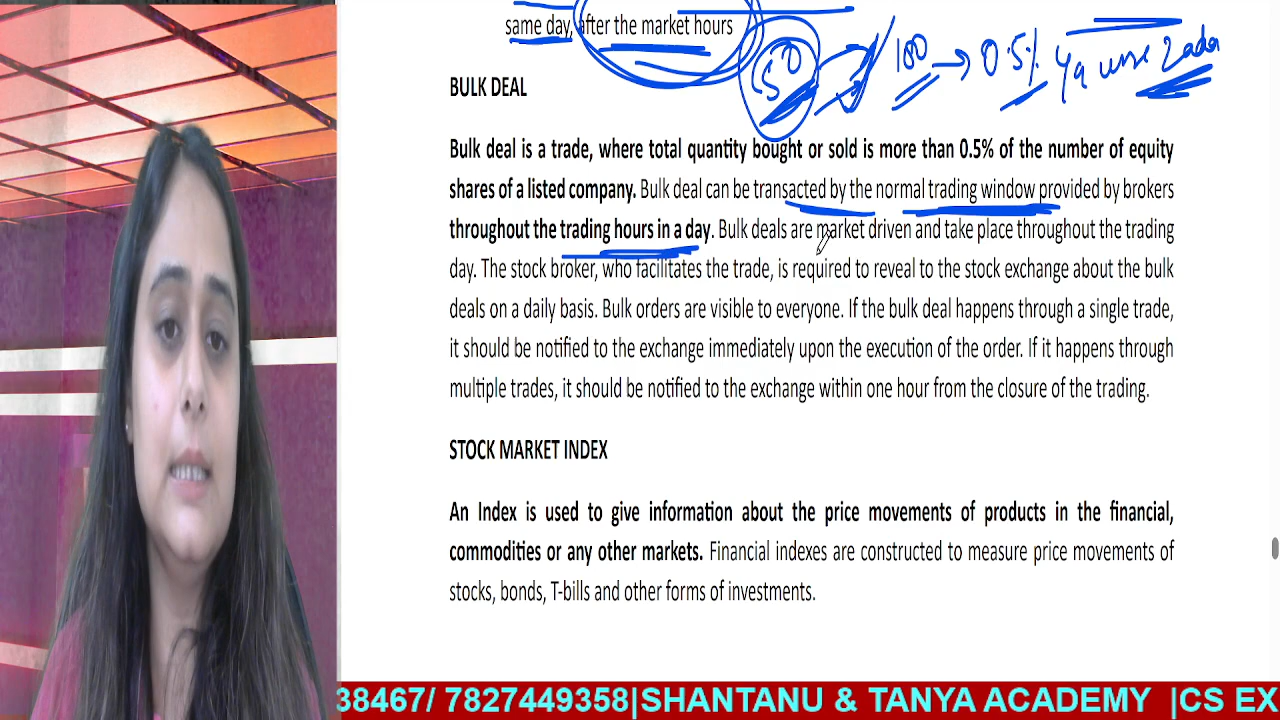 same day, after the market hours
50 100 → 0.5% ya usse zada
BULK DEAL
Bulk deal is a trade, where total quantity bought or sold is more than 0.5% of the number of equity
shares of a listed company. Bulk deal can be transacted by the normal trading window provided by brokers
throughout the trading hours in a day. Bulk deals are market driven and take place throughout the trading
day. The stock broker, who facilitates the trade, is required to reveal to the stock exchange about the bulk
deals on a daily basis. Bulk orders are visible to everyone. If the bulk deal happens through a single trade,
it should be notified to the exchange immediately upon the execution of the order. If it happens through
multiple trades, it should be notified to the exchange within one hour from the closure of the trading.
STOCK MARKET INDEX
An Index is used to give information about the price movements of products in the financial,
commodities or any other markets. Financial indexes are constructed to measure price movements of
stocks, bonds, T-bills and other forms of investments.
38467/ 7827449358|SHANTANU & TANYA ACADEMY |CS EX